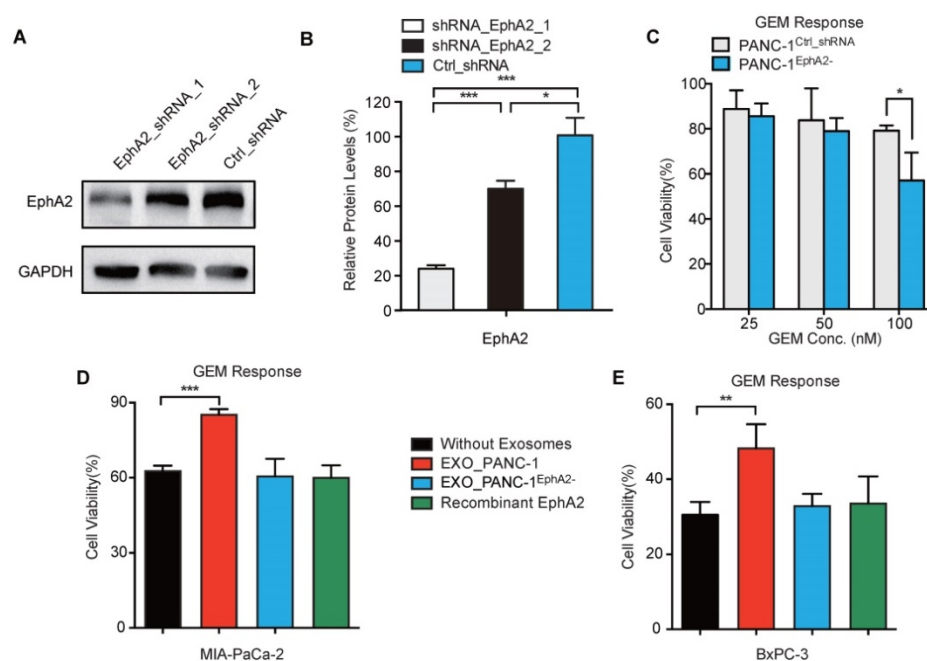 A
EphA2_shRNA_1
EphA2_shRNA_2
Ctrl_shRNA
EphA2
GAPDH
B
shRNA_EphA2_1
shRNA_EphA2_2
Ctrl_shRNA
***
*** *
Relative Protein Levels (%)
120
100
80
60
40
20
0
EphA2
C
GEM Response
PANC-1Ctrl_shRNA
PANC-1EphA2-
*
Cell Viability(%)
100
80
60
40
20
0
25 50 100
GEM Conc. (nM)
D
GEM Response
***
Cell Viability(%)
90
60
30
0
MIA-PaCa-2
Without Exosomes
EXO_PANC-1
EXO_PANC-1EphA2-
Recombinant EphA2
E
GEM Response
**
Cell Viability(%)
60
40
20
0
BxPC-3